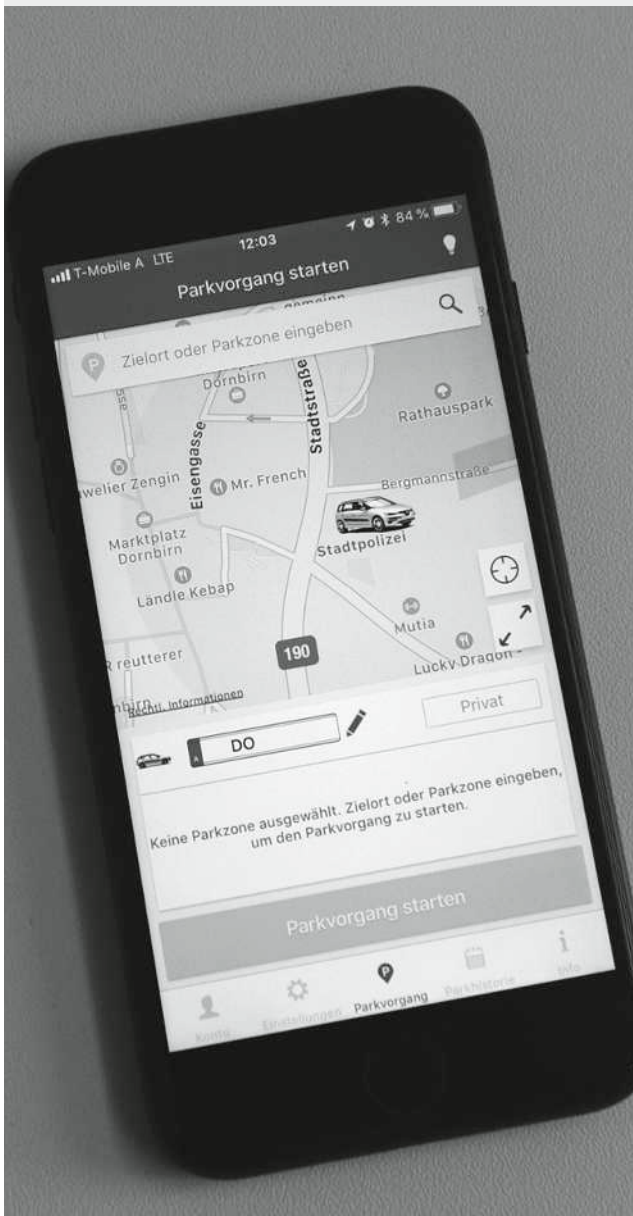 T-Mobile A LTE 12:03 84 %
Parkvorgang starten
Zielort oder Parkzone eingeben
Dornbirn
Stadtstraße
Rathauspark
Eisengasse
Mr. French
Bergmannstraße
welier Zengin
Marktplatz
Dornbirn
Stadtpolizei
Ländle Kebap
Mutia
190
Lucky Dragon
reutterer
Rechtl. Informationen
A DO
Privat
Keine Parkzone ausgewählt. Zielort oder Parkzone eingeben,
um den Parkvorgang zu starten.
Parkvorgang starten
Konto Einstellungen Parkvorgang Parkhistorie Info